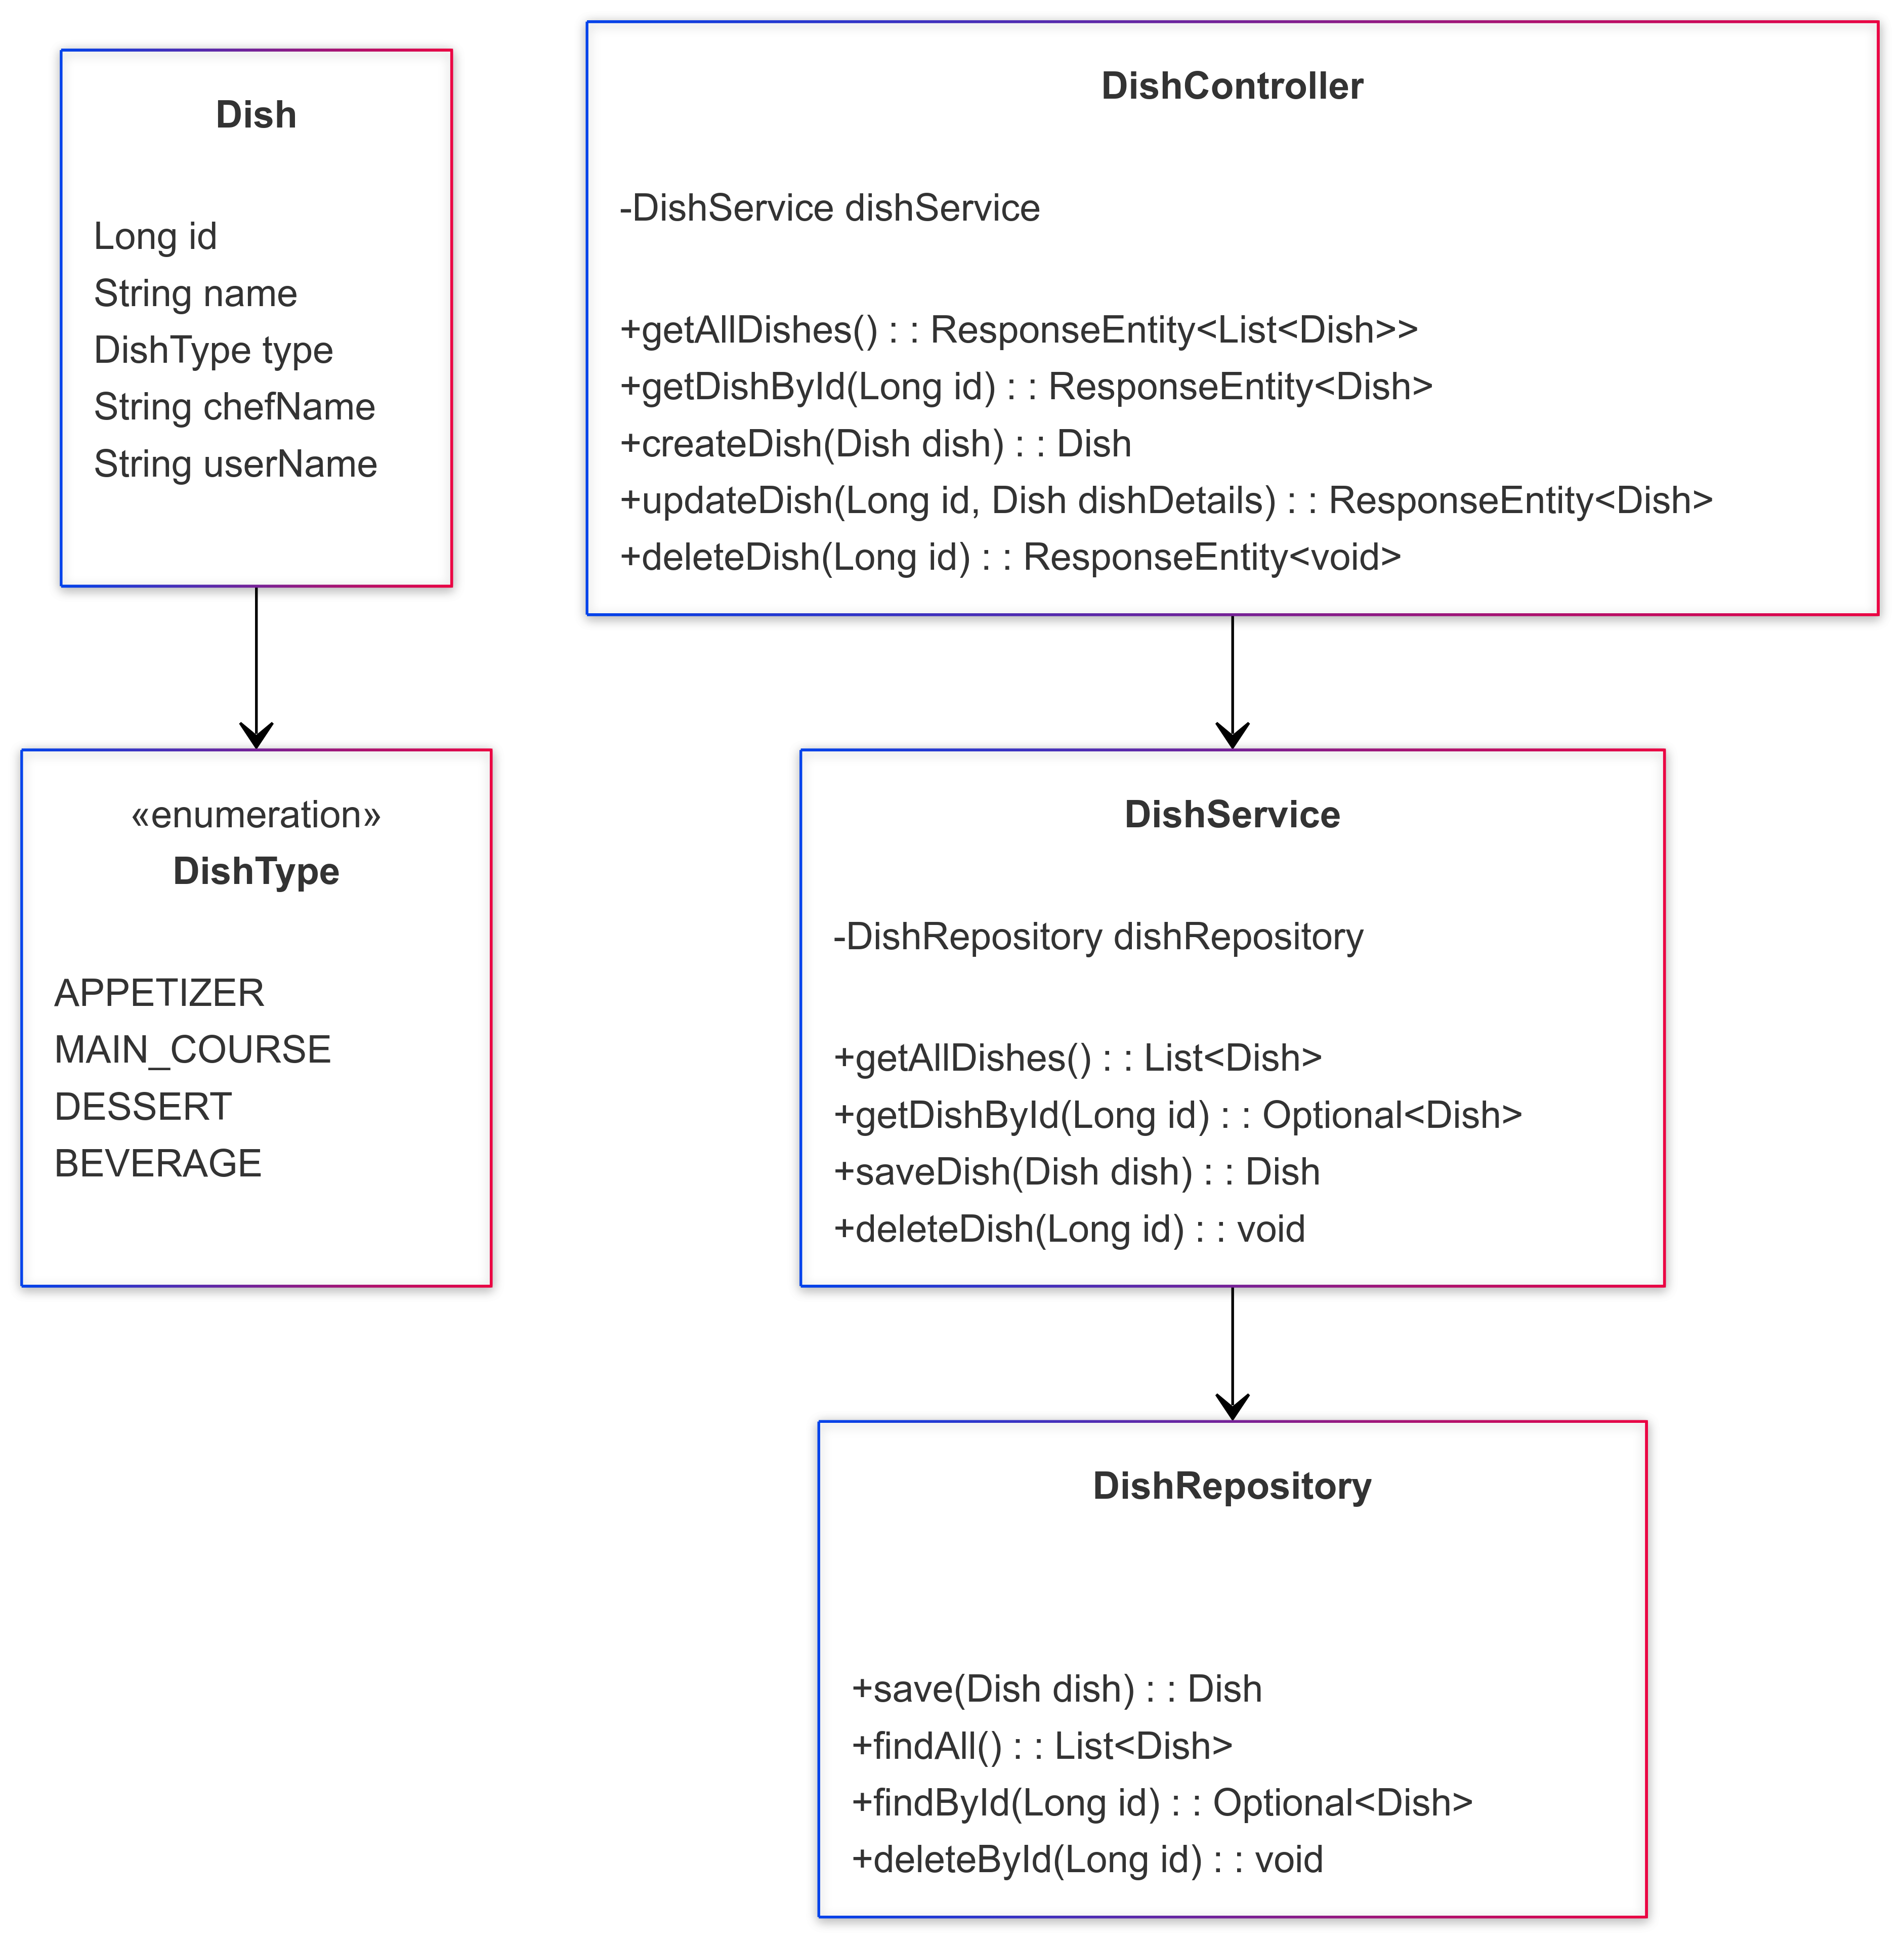 Dish
Long id
String name
DishType type
String chefName
String userName
«enumeration»
DishType
APPETIZER
MAIN_COURSE
DESSERT
BEVERAGE
DishController
-DishService dishService
+getAllDishes() : : ResponseEntity<List<Dish>>
+getDishById(Long id) : : ResponseEntity<Dish>
+createDish(Dish dish) : : Dish
+updateDish(Long id, Dish dishDetails) : : ResponseEntity<Dish>
+deleteDish(Long id) : : ResponseEntity<void>
DishService
-DishRepository dishRepository
+getAllDishes() : : List<Dish>
+getDishById(Long id) : : Optional<Dish>
+saveDish(Dish dish) : : Dish
+deleteDish(Long id) : : void
DishRepository
+save(Dish dish) : : Dish
+findAll() : : List<Dish>
+findById(Long id) : : Optional<Dish>
+deleteById(Long id) : : void